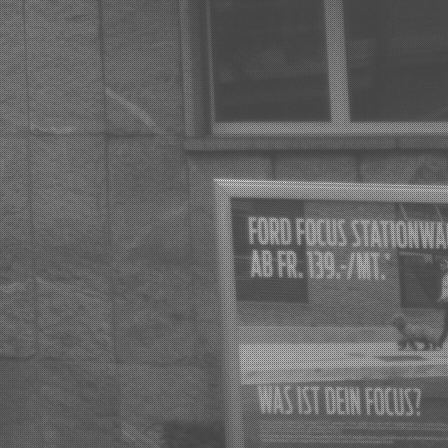 FORD FOCUS STATIONWA
AB FR. 139.-/MT.*
WAS IST DEIN FOCUS?